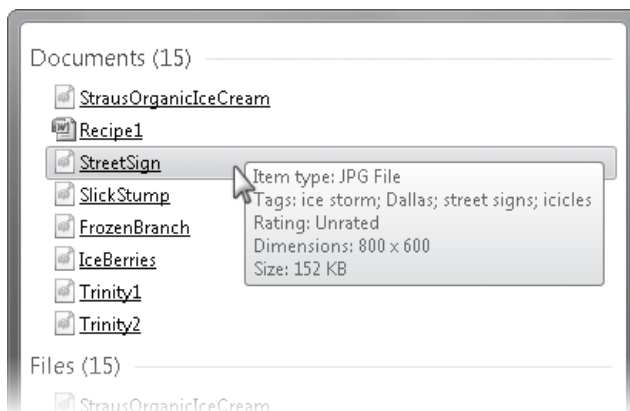 Documents (15)
StrausOrganicIceCream
Recipe1
StreetSign
Item type: JPG File
Tags: ice storm; Dallas; street signs; icicles
Rating: Unrated
Dimensions: 800 x 600
Size: 152 KB
SlickStump
FrozenBranch
IceBerries
Trinity1
Trinity2
Files (15)
StrausOrganicIceCream